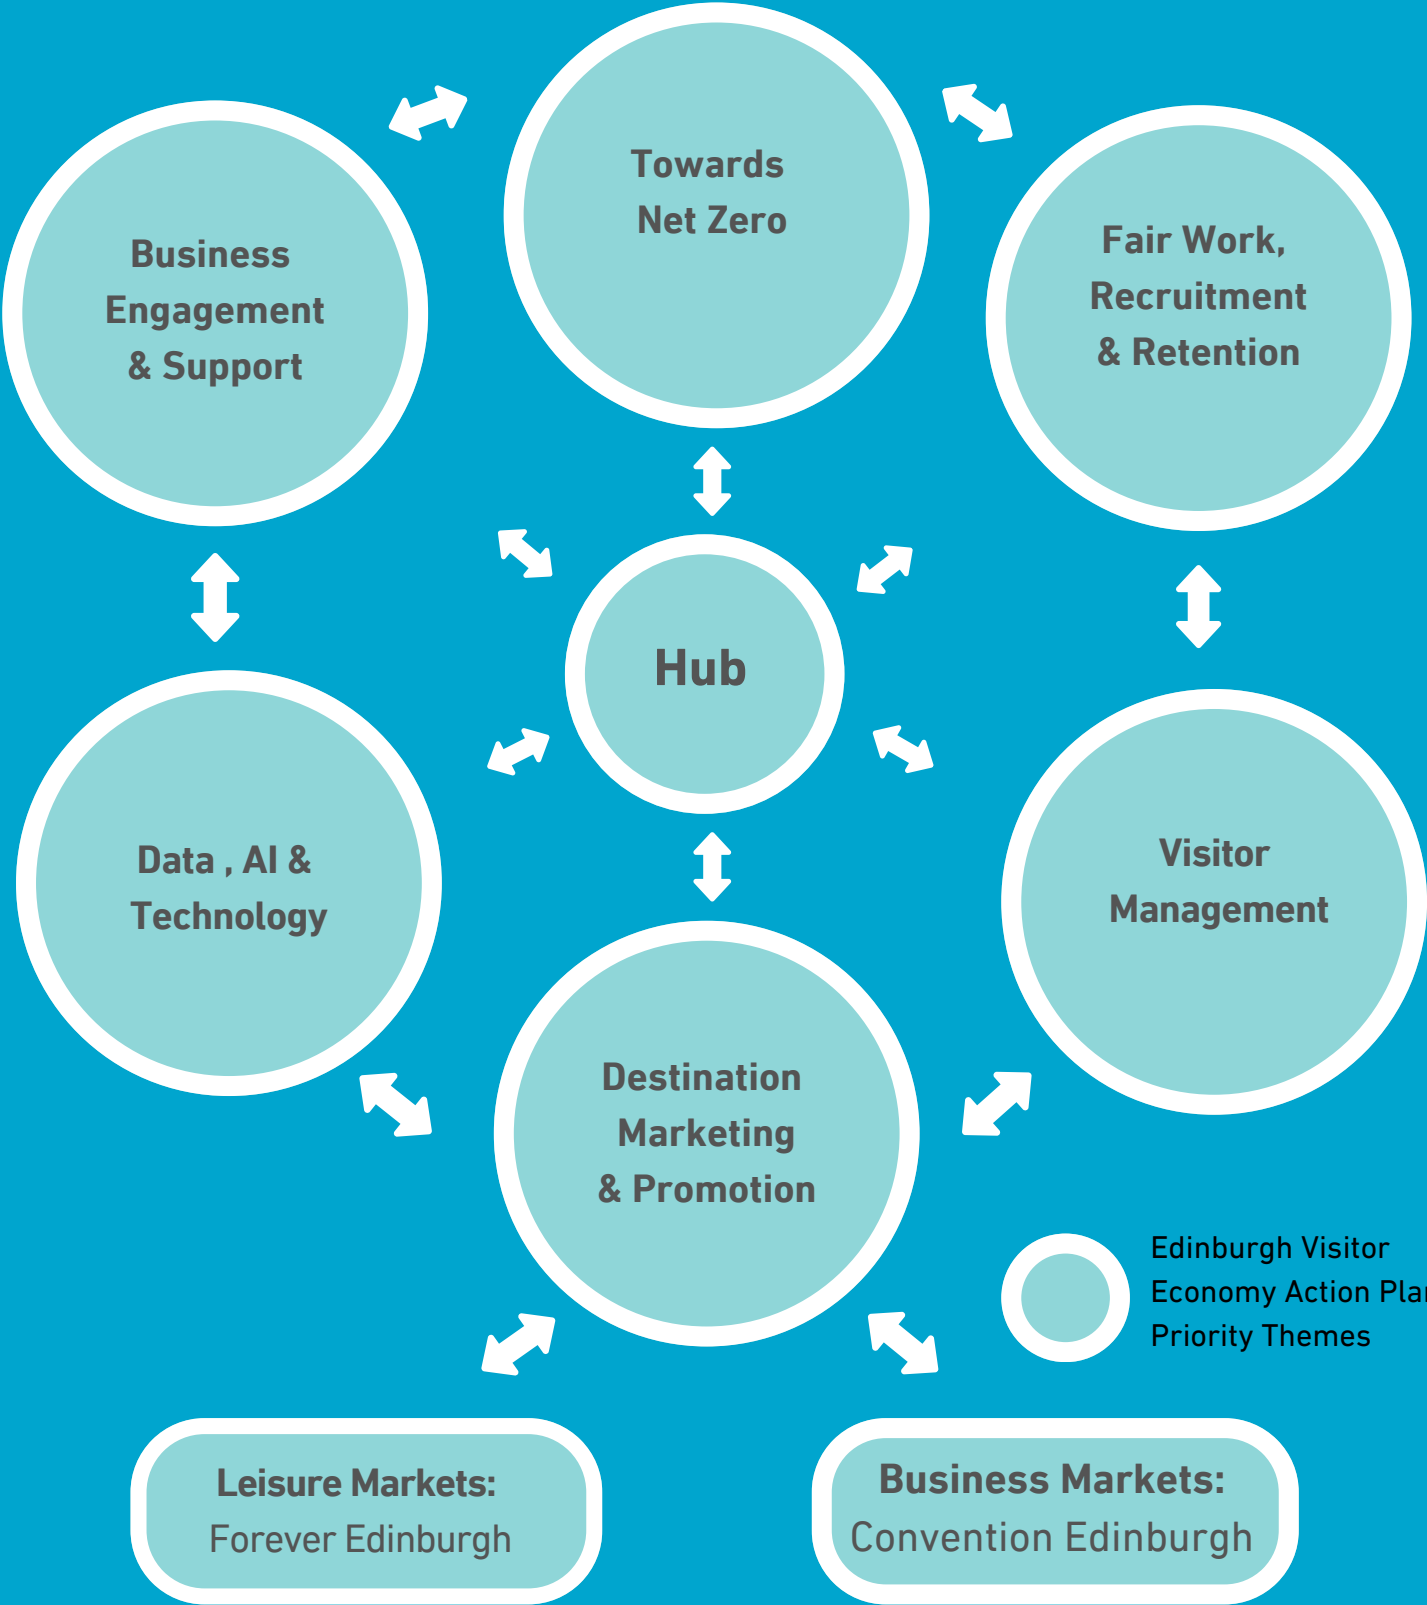 Towards
Net Zero
Business
Engagement
& Support
Fair Work,
Recruitment
& Retention
Hub
Data , AI &
Technology
Visitor
Management
Destination
Marketing
& Promotion
Edinburgh Visitor
Economy Action Plan
Priority Themes
Leisure Markets:
Forever Edinburgh
Business Markets:
Convention Edinburgh